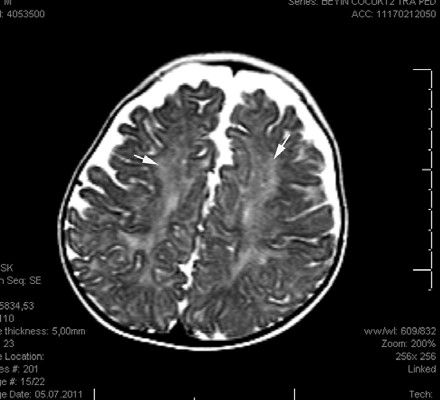 M
Series: BEYIN COCUK12 TRA PED
: 4053500
ACC: 11170212050
SK
n Seq: SE
5834,53
110
e thickness: 5,00mm
23
e Location:
es #: 201
ge #: 15/22
ge Date: 05.07.2011
ww/wl: 609/832
Zoom: 200%
256x 256
Linked
Tech: